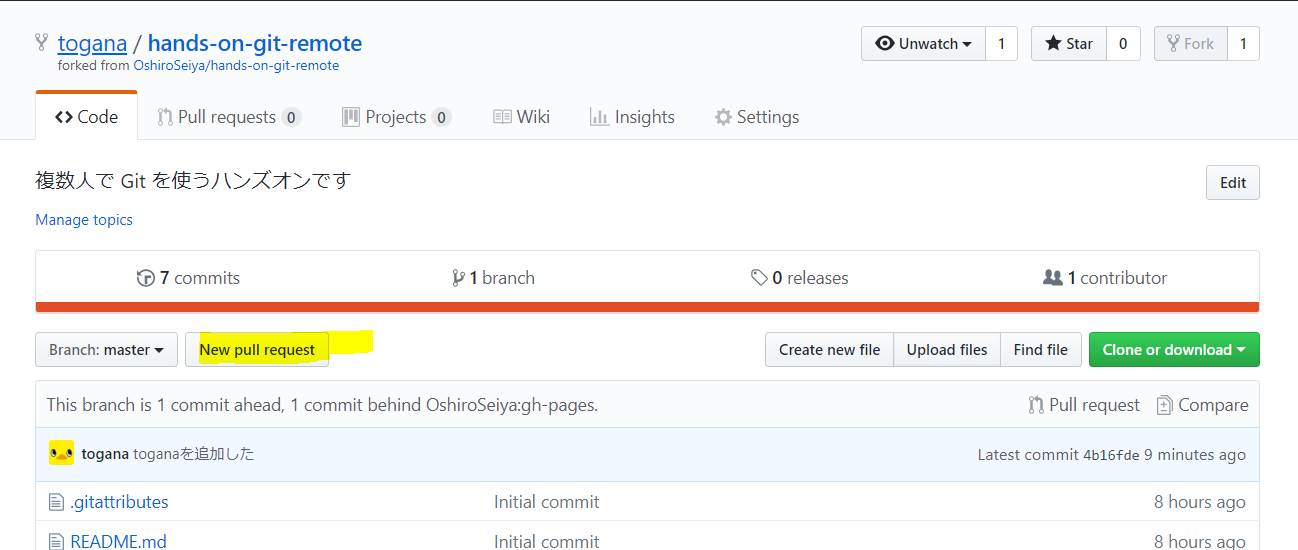 togana / hands-on-git-remote
forked from OshiroSeiya/hands-on-git-remote
Unwatch 1 Star 0 Fork 1
Code Pull requests 0 Projects 0 Wiki Insights Settings
複数人で Git を使うハンズオンです
Edit
Manage topics
7 commits 1 branch 0 releases 1 contributor
Branch: master New pull request Create new file Upload files Find file Clone or download
This branch is 1 commit ahead, 1 commit behind OshiroSeiya:gh-pages. Pull request Compare
togana toganaを追加した Latest commit 4b16fde 9 minutes ago
.gitattributes Initial commit 8 hours ago
README.md Initial commit 8 hours ago